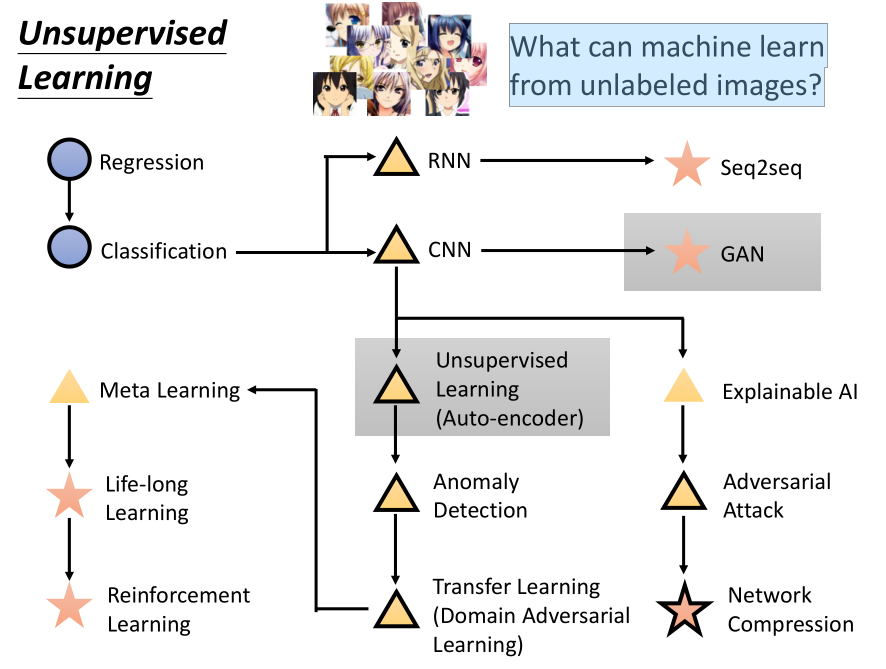 Unsupervised
Learning
What can machine learn
from unlabeled images?
Regression
RNN
Seq2seq
Classification
CNN
GAN
Unsupervised
Learning
(Auto-encoder)
Meta Learning
Explainable AI
Life-long
Learning
Anomaly
Detection
Adversarial
Attack
Reinforcement
Learning
Transfer Learning
(Domain Adversarial
Learning)
Network
Compression